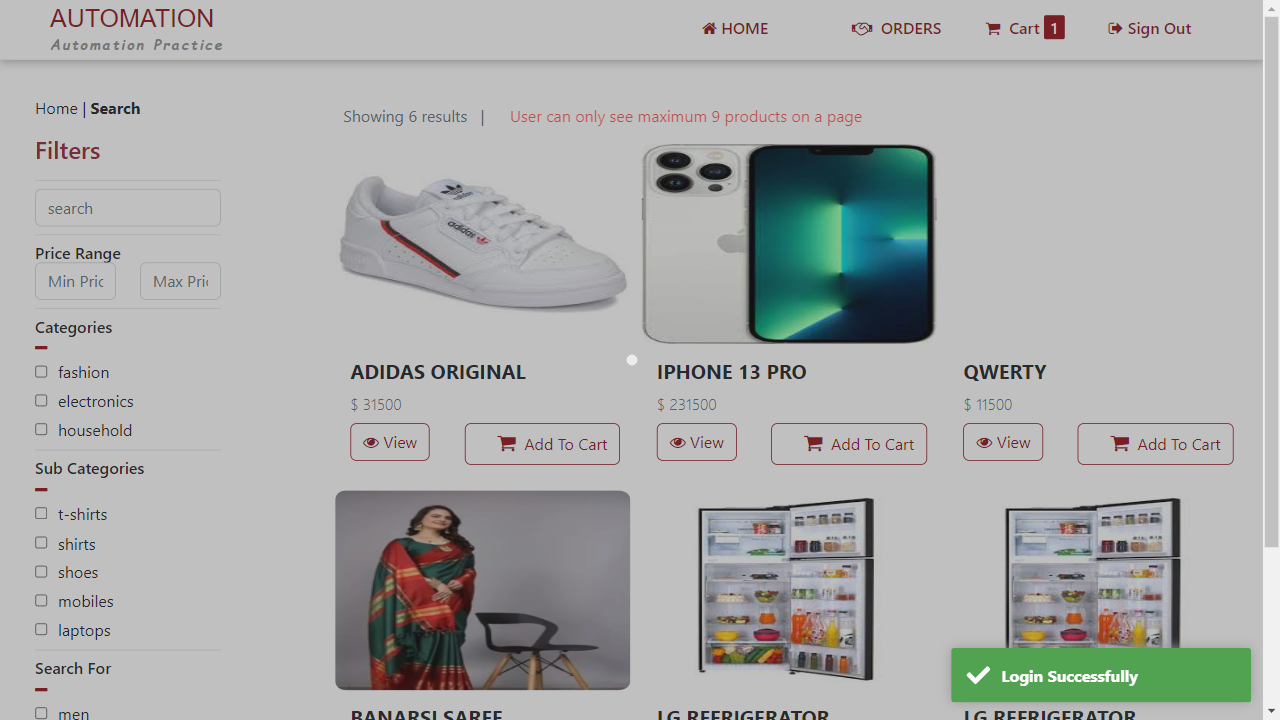 AUTOMATION
Automation Practice
HOME
ORDERS
Cart 1
Sign Out
Home | Search
Filters
search
Price Range
Min Pric
Max Pric
Categories
fashion
electronics
household
Sub Categories
t-shirts
shirts
shoes
mobiles
laptops
Search For
men
Showing 6 results |
User can only see maximum 9 products on a page
adidas
adidas
ADIDAS ORIGINAL
$ 31500
View
Add To Cart
IPHONE 13 PRO
$ 231500
View
Add To Cart
QWERTY
$ 11500
View
Add To Cart
BANARSI SAREE
LG REFRIGERATOR
LG REFRIGERATOR
Login Successfully